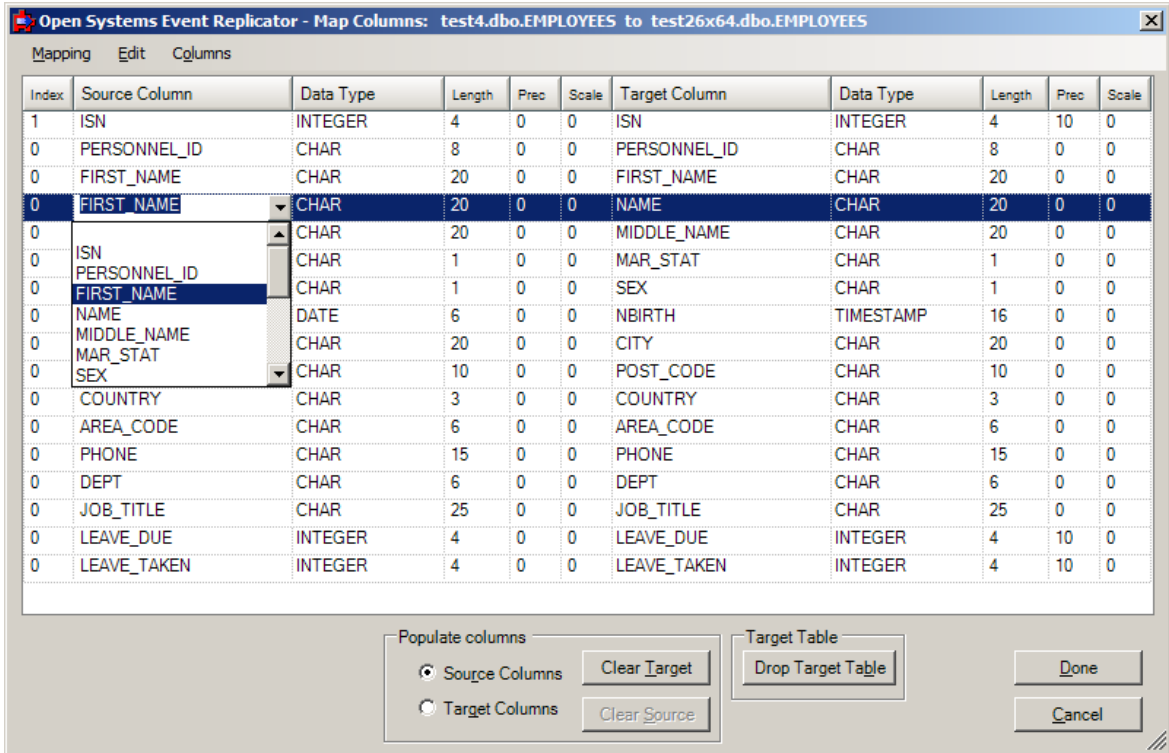 Open Systems Event Replicator - Map Columns: test4.dbo.EMPLOYEES to test26x64.dbo.EMPLOYEES
Mapping Edit Columns
Index Source Column Data Type Length Prec Scale Target Column Data Type Length Prec Scale
1 ISN INTEGER 4 0 0 ISN INTEGER 4 10 0
0 PERSONNEL_ID CHAR 8 0 0 PERSONNEL_ID CHAR 8 0 0
0 FIRST_NAME CHAR 20 0 0 FIRST_NAME CHAR 20 0 0
0 FIRST_NAME CHAR 20 0 0 NAME CHAR 20 0 0
0 CHAR 20 0 0 MIDDLE_NAME CHAR 20 0 0
0 ISN CHAR 1 0 0 MAR_STAT CHAR 1 0 0
PERSONNEL_ID
0 FIRST_NAME CHAR 1 0 0 SEX CHAR 1 0 0
0 NAME DATE 6 0 0 NBIRTH TIMESTAMP 16 0 0
0 MIDDLE_NAME CHAR 20 0 0 CITY CHAR 20 0 0
MAR_STAT
0 SEX CHAR 10 0 0 POST_CODE CHAR 10 0 0
0 COUNTRY CHAR 3 0 0 COUNTRY CHAR 3 0 0
0 AREA_CODE CHAR 6 0 0 AREA_CODE CHAR 6 0 0
0 PHONE CHAR 15 0 0 PHONE CHAR 15 0 0
0 DEPT CHAR 6 0 0 DEPT CHAR 6 0 0
0 JOB_TITLE CHAR 25 0 0 JOB_TITLE CHAR 25 0 0
0 LEAVE_DUE INTEGER 4 0 0 LEAVE_DUE INTEGER 4 10 0
0 LEAVE_TAKEN INTEGER 4 0 0 LEAVE_TAKEN INTEGER 4 10 0
Populate columns Target Table
Source Columns Clear Target Drop Target Table Done
Target Columns Clear Source Cancel